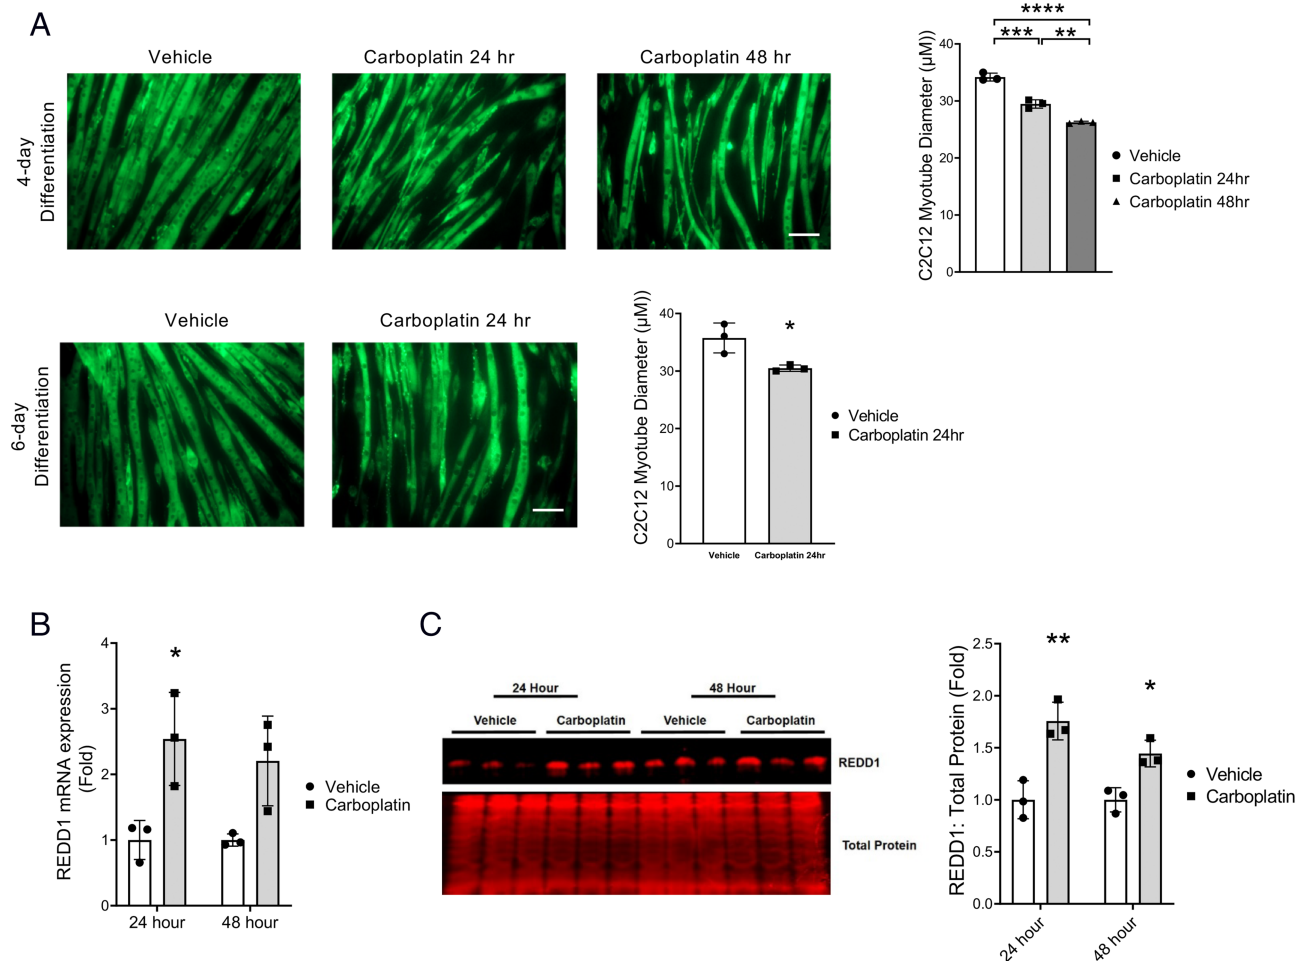 A
Vehicle
Carboplatin 24 hr
Carboplatin 48 hr
4-day
Differentiation
****
***
**
C2C12 Myotube Diameter (μM))
40
30
20
10
0
Vehicle
Carboplatin 24hr
Carboplatin 48hr
Vehicle
Carboplatin 24 hr
6-day
Differentiation
C2C12 Myotube Diameter (μM))
40
30
20
10
0
*
Vehicle
Carboplatin 24hr
Vehicle
Carboplatin 24hr
B
REDD1 mRNA expression
(Fold)
4
3
2
1
0
*
24 hour
48 hour
Vehicle
Carboplatin
C
24 Hour
48 Hour
Vehicle
Carboplatin
Vehicle
Carboplatin
REDD1
Total Protein
REDD1: Total Protein (Fold)
2.5
2.0
1.5
1.0
0.5
0.0
**
*
24 hour
48 hour
Vehicle
Carboplatin